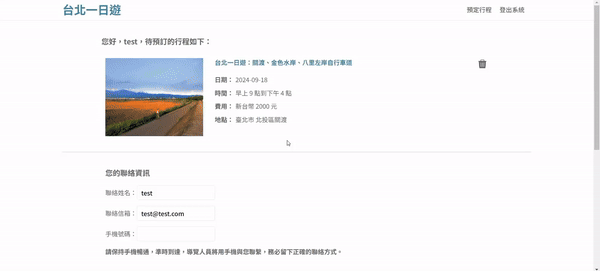 台北一日遊
預定行程 登出系統
您好，test，待預訂的行程如下：
台北一日遊：關渡、金色水岸、八里左岸自行車道
日期： 2024-09-18
時間： 早上 9 點到下午 4 點
費用： 新台幣 2000 元
地點： 臺北市 北投區關渡
您的聯絡資訊
聯絡姓名： test
聯絡信箱： test@test.com
手機號碼：
請保持手機暢通，準時到達，導覽人員將用手機與您聯繫，務必留下正確的聯絡方式。